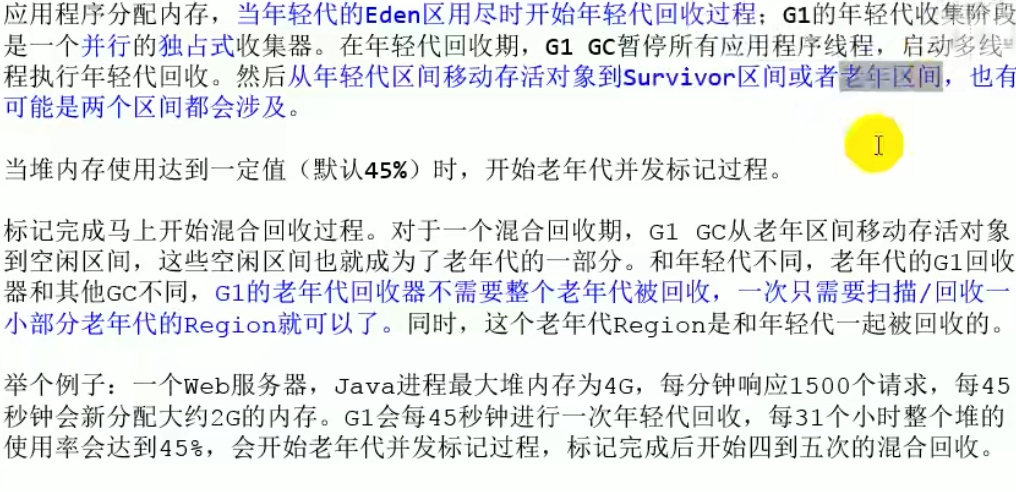 应用程序分配内存，当年轻代的Eden区用尽时开始年轻代回收过程；G1的年轻代收集阶段
是一个并行的独占式收集器。在年轻代回收期，G1 GC暂停所有应用程序线程，启动多线
程执行年轻代回收。然后从年轻代区间移动存活对象到Survivor区间或者老年区间，也有
可能是两个区间都会涉及。
当堆内存使用达到一定值（默认45%）时，开始老年代并发标记过程。
标记完成马上开始混合回收过程。对于一个混合回收期，G1 GC从老年区间移动存活对象
到空闲区间，这些空闲区间也就成为了老年代的一部分。和年轻代不同，老年代的G1回收
器和其他GC不同，G1的老年代回收器不需要整个老年代被回收，一次只需要扫描/回收一
小部分老年代的Region就可以了。同时，这个老年代Region是和年轻代一起被回收的。
举个例子：一个Web服务器，Java进程最大堆内存为4G，每分钟响应1500个请求，每45
秒钟会新分配大约2G的内存。G1会每45秒钟进行一次年轻代回收，每31个小时整个堆的
使用率会达到45%，会开始老年代并发标记过程，标记完成后开始四到五次的混合回收。